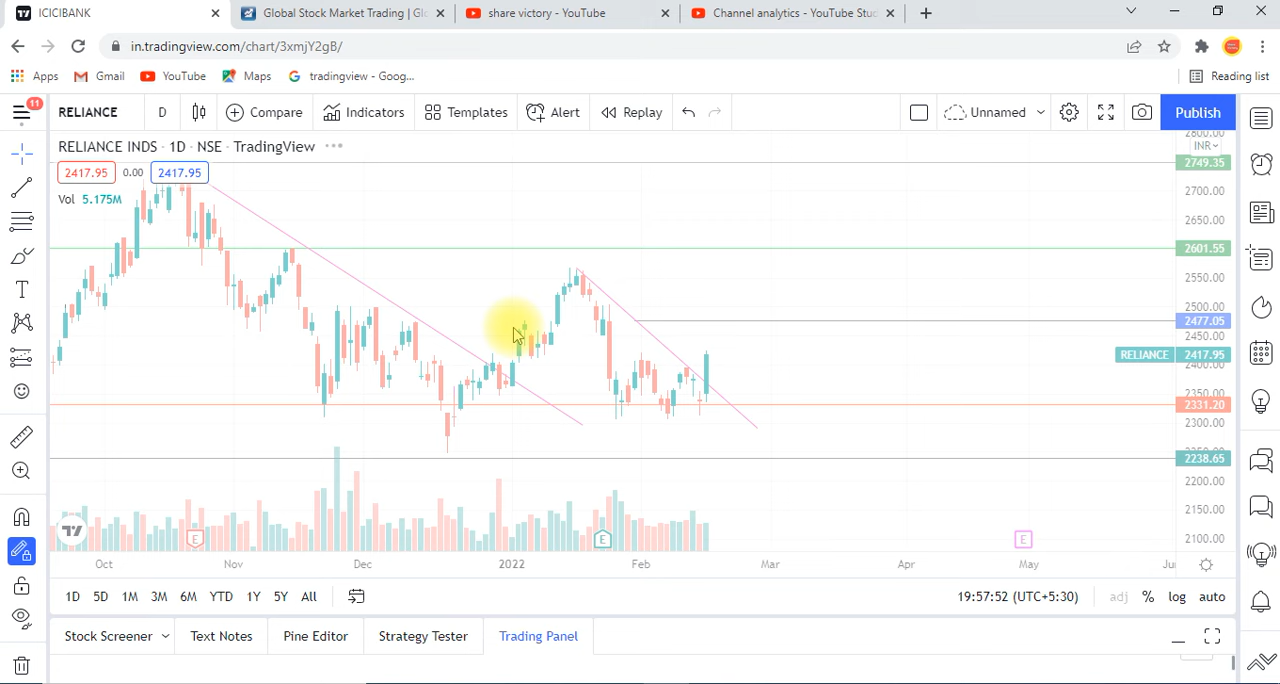 ICICIBANK
Global Stock Market Trading | Gl
share victory - YouTube
Channel analytics - YouTube Stud
in.tradingview.com/chart/3xmjY2gB/
Apps
Gmail
YouTube
Maps
tradingview - Goog...
Reading list
11
RELIANCE
D
Compare
Indicators
Templates
Alert
Replay
Unnamed
Publish
RELIANCE INDS · 1D · NSE · TradingView
2417.95
0.00
2417.95
Vol 5.175M
2800.00
INR
2749.35
2700.00
2650.00
2601.55
2550.00
2500.00
2477.05
2450.00
RELIANCE 2417.95
2400.00
2350.00
2331.20
2300.00
2238.65
2200.00
2150.00
2100.00
E
E
E
Oct
Nov
Dec
2022
Feb
Mar
Apr
May
1D
5D
1M
3M
6M
YTD
1Y
5Y
All
19:57:52 (UTC+5:30)
adj
%
log
auto
Stock Screener
Text Notes
Pine Editor
Strategy Tester
Trading Panel